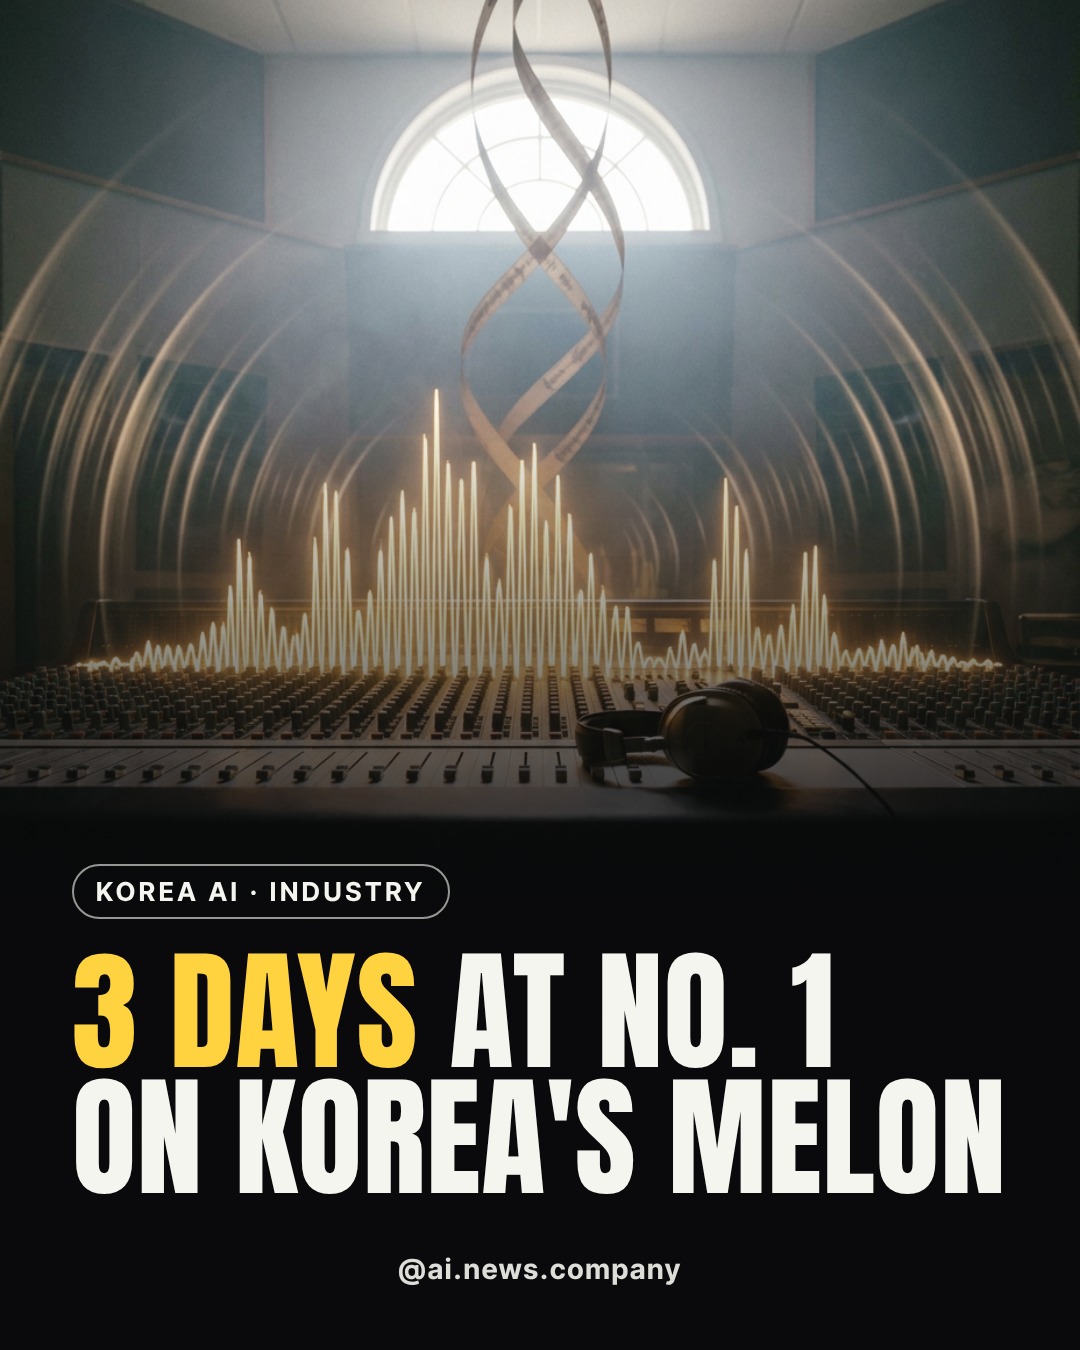 KOREA AI · INDUSTRY
3 DAYS AT NO. 1
ON KOREA'S MELON
@ai.news.company